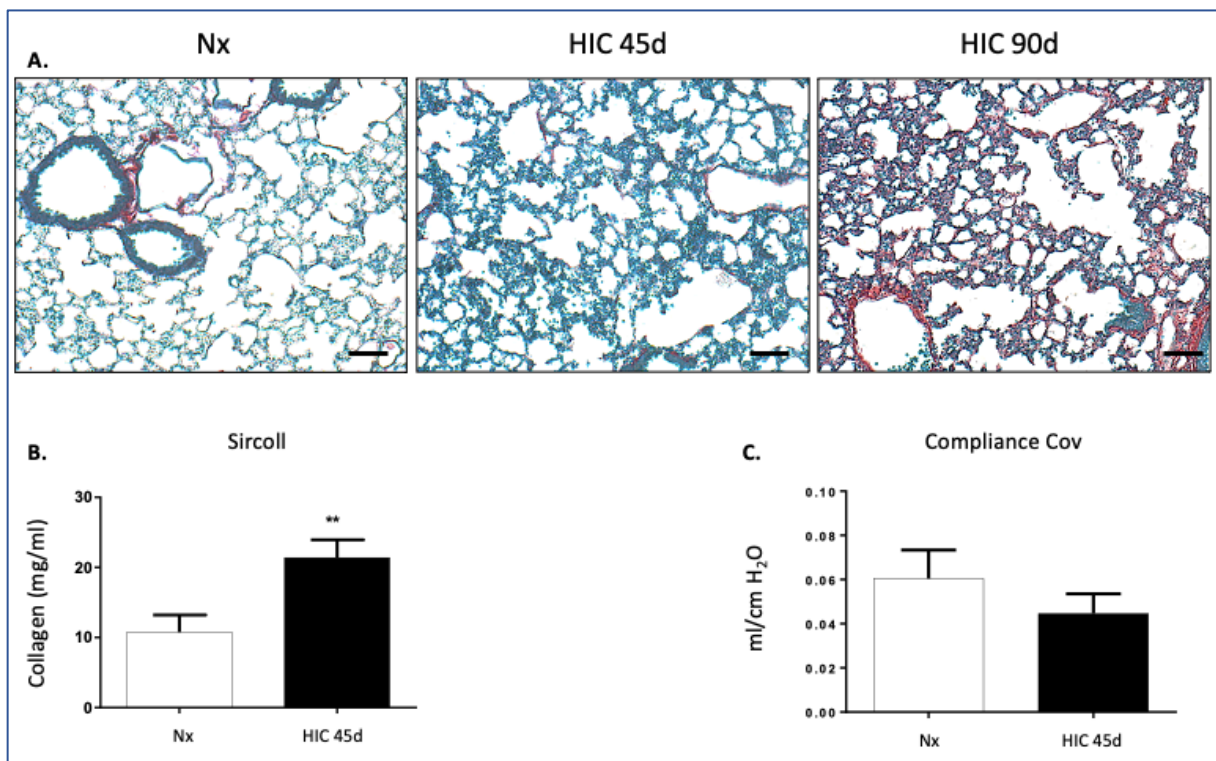 Nx
HIC 45d
HIC 90d
A.
B.
Sircoll
Collagen (mg/ml)
30
20
10
0
**
Nx
HIC 45d
C.
Compliance Cov
ml/cm H₂O
0.10
0.08
0.06
0.04
0.02
0.00
Nx
HIC 45d